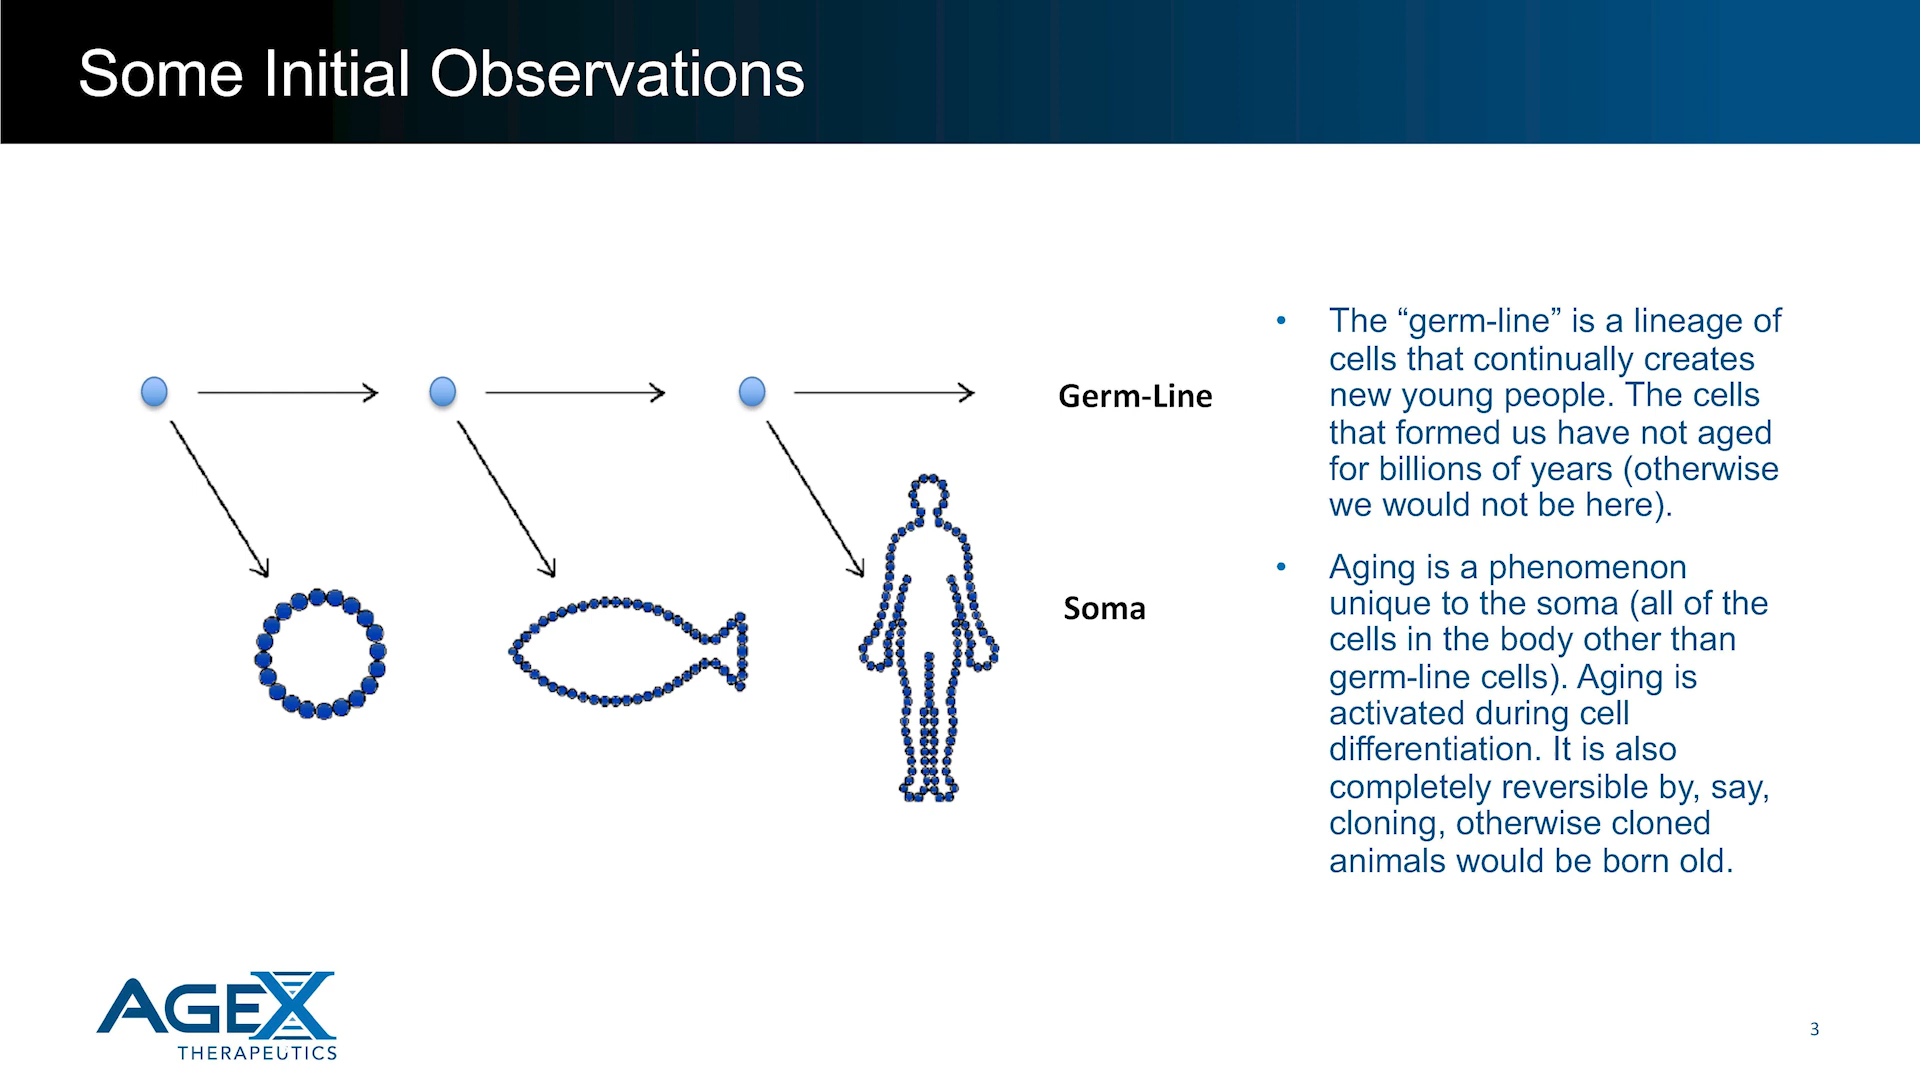 Some Initial Observations
Germ-Line
Soma
• The “germ-line” is a lineage of
cells that continually creates
new young people. The cells
that formed us have not aged
for billions of years (otherwise
we would not be here).
• Aging is a phenomenon
unique to the soma (all of the
cells in the body other than
germ-line cells). Aging is
activated during cell
differentiation. It is also
completely reversible by, say,
cloning, otherwise cloned
animals would be born old.
AGEX
THERAPEUTICS
3